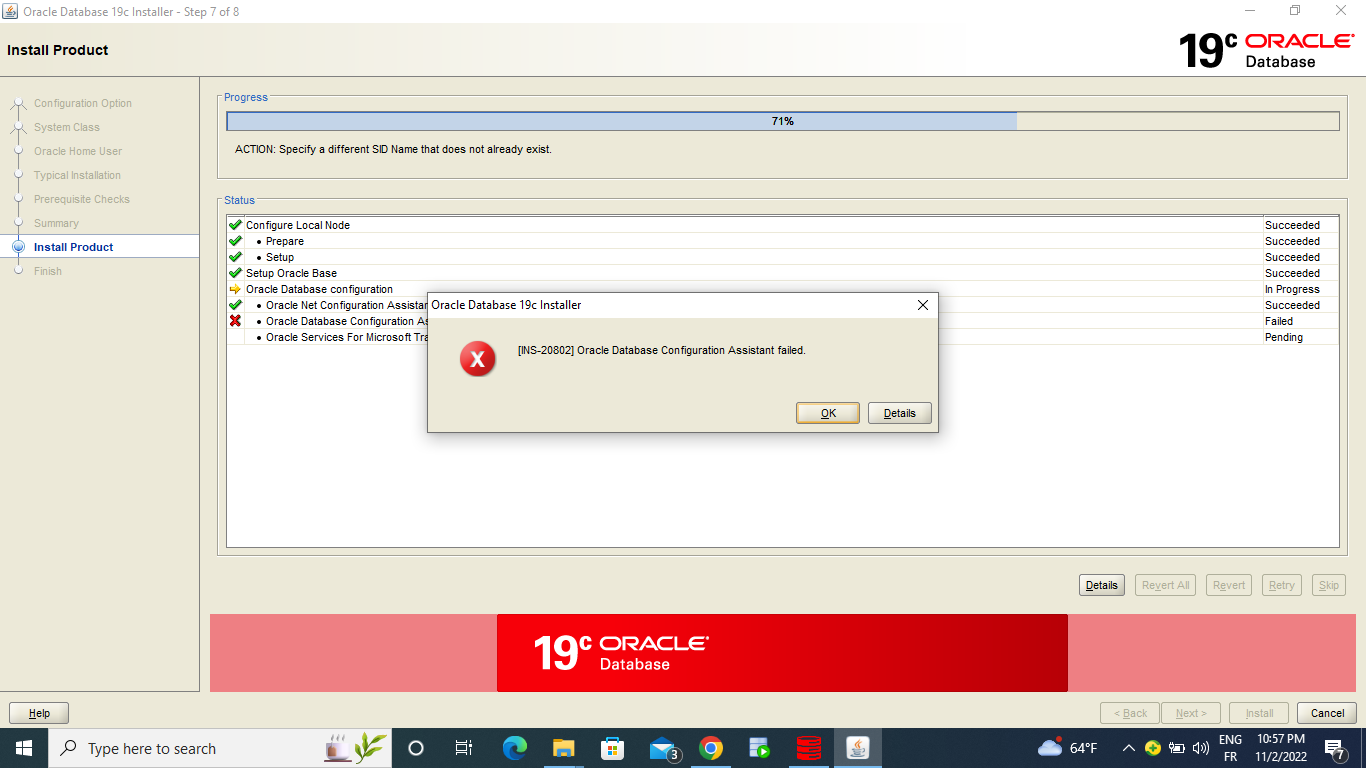 Oracle Database 19c Installer - Step 7 of 8
Install Product
19c ORACLE
Database
Configuration Option
System Class
Oracle Home User
Typical Installation
Prerequisite Checks
Summary
Install Product
Finish
Progress
71%
ACTION: Specify a different SID Name that does not already exist.
Status
Configure Local Node Succeeded
• Prepare Succeeded
• Setup Succeeded
Setup Oracle Base Succeeded
Oracle Database configuration In Progress
• Oracle Net Configuration Assistan Succeeded
• Oracle Database Configuration As Failed
• Oracle Services For Microsoft Tra Pending
Oracle Database 19c Installer
[INS-20802] Oracle Database Configuration Assistant failed.
OK Details
Details Revert All Revert Retry Skip
19c ORACLE
Database
Help < Back Next > Install Cancel
Type here to search
3
64°F
ENG
FR
10:57 PM
11/2/2022
7